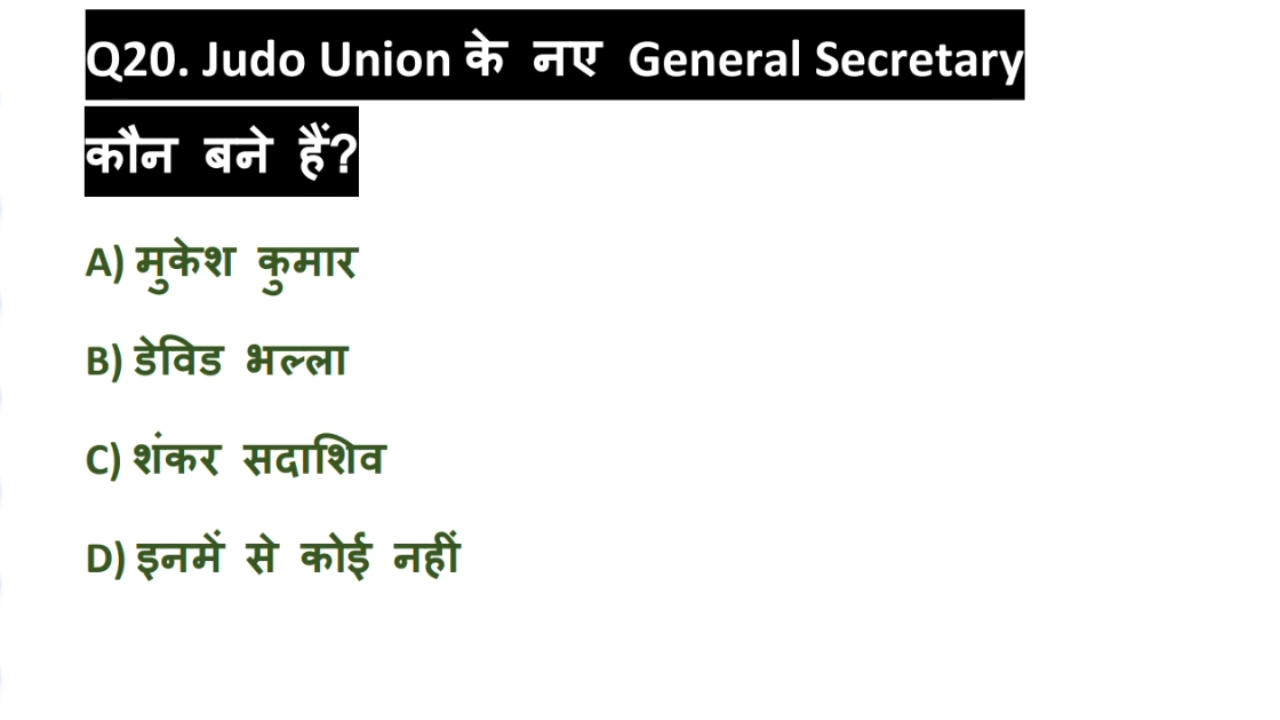 Q20. Judo Union के नए General Secretary
कौन बने हैं?
A) मुकेश कुमार
B) डेविड भल्ला
C) शंकर सदाशिव
D) इनमें से कोई नहीं